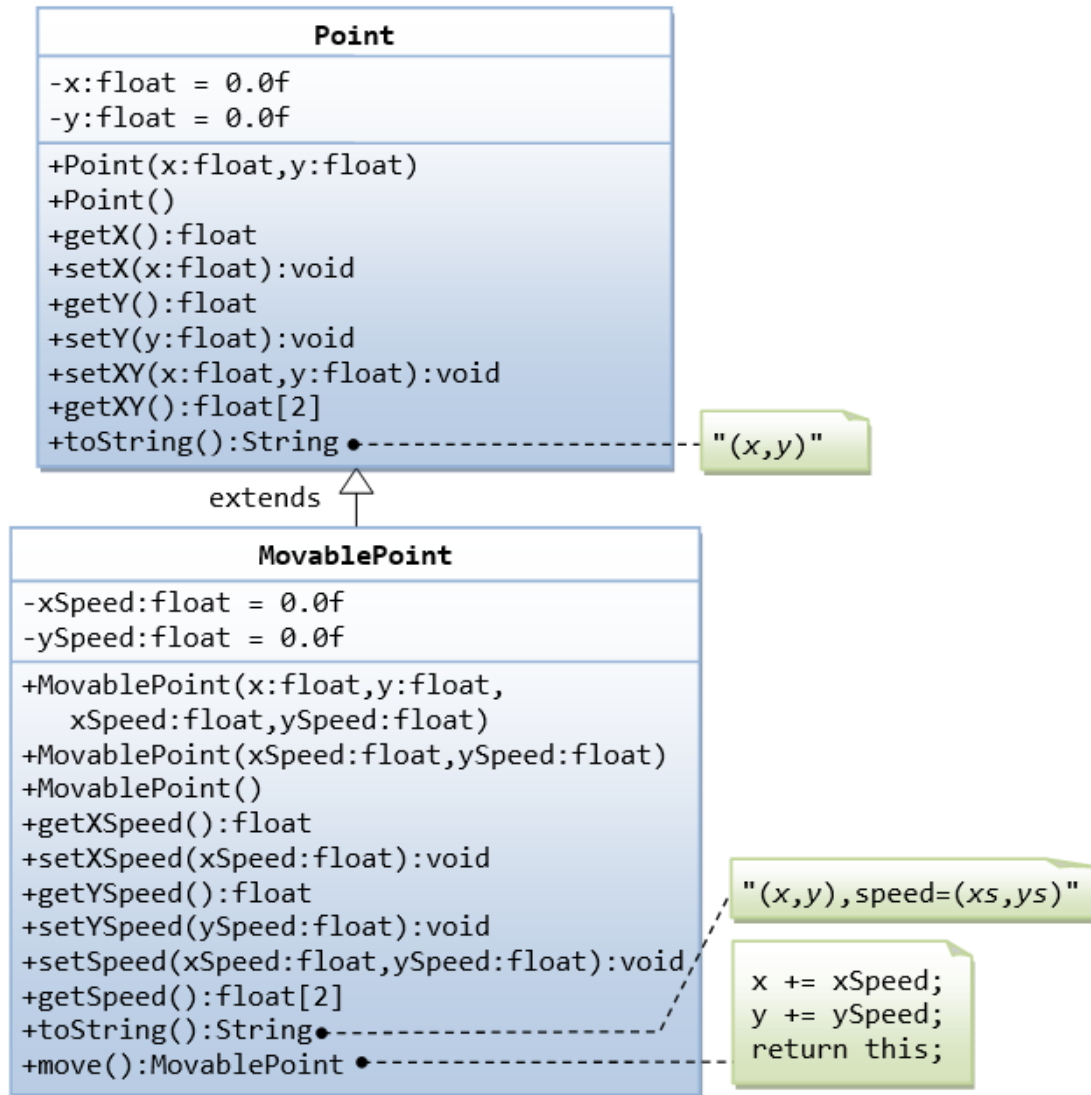 Point
-x:float = 0.0f
-y:float = 0.0f
+Point(x:float,y:float)
+Point()
+getX():float
+setX(x:float):void
+getY():float
+setY(y:float):void
+setXY(x:float,y:float):void
+getXY():float[2]
+toString():String
"(x,y)"
extends
MovablePoint
-xSpeed:float = 0.0f
-ySpeed:float = 0.0f
+MovablePoint(x:float,y:float,
xSpeed:float,ySpeed:float)
+MovablePoint(xSpeed:float,ySpeed:float)
+MovablePoint()
+getXSpeed():float
+setXSpeed(xSpeed:float):void
+getYSpeed():float
+setYSpeed(ySpeed:float):void
+setSpeed(xSpeed:float,ySpeed:float):void
+getSpeed():float[2]
+toString():String
+move():MovablePoint
"(x,y),speed=(xs,ys)"
x += xSpeed;
y += ySpeed;
return this;